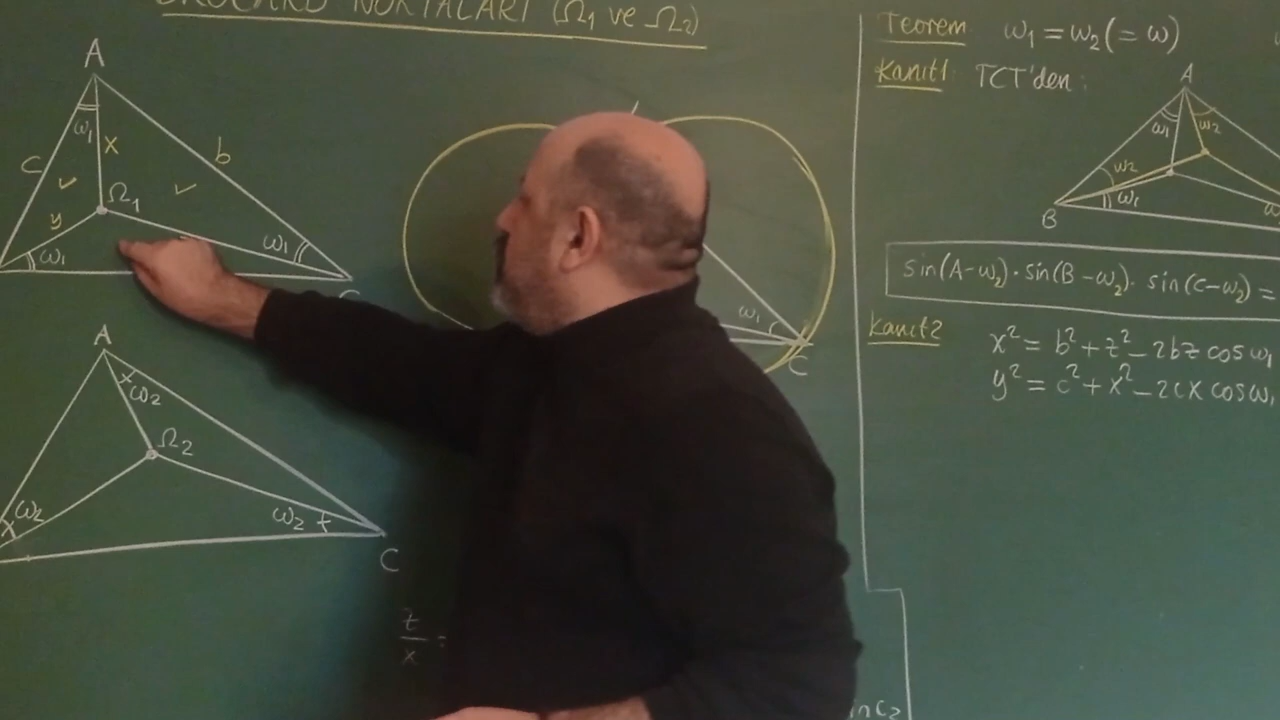 BROCARD NOKTALARI (Ω₁ ve Ω₂)
A
ω₁
x
b
c
Ω₁
y
ω₁
ω₁
C
A
ω₂
Ω₂
ω₂
ω₂
C
z/x =
ω₁
C
Teorem ω₁ = ω₂ (= ω)
Kanıt1: TCT'den:
A
ω₁
ω₂
ω₂
ω₁
B
sin(A-ω₂)·sin(B-ω₂)·sin(C-ω₂) =
Kanıt2
x² = b² + z² - 2bz cos ω₁
y² = c² + x² - 2cx cos ω₁